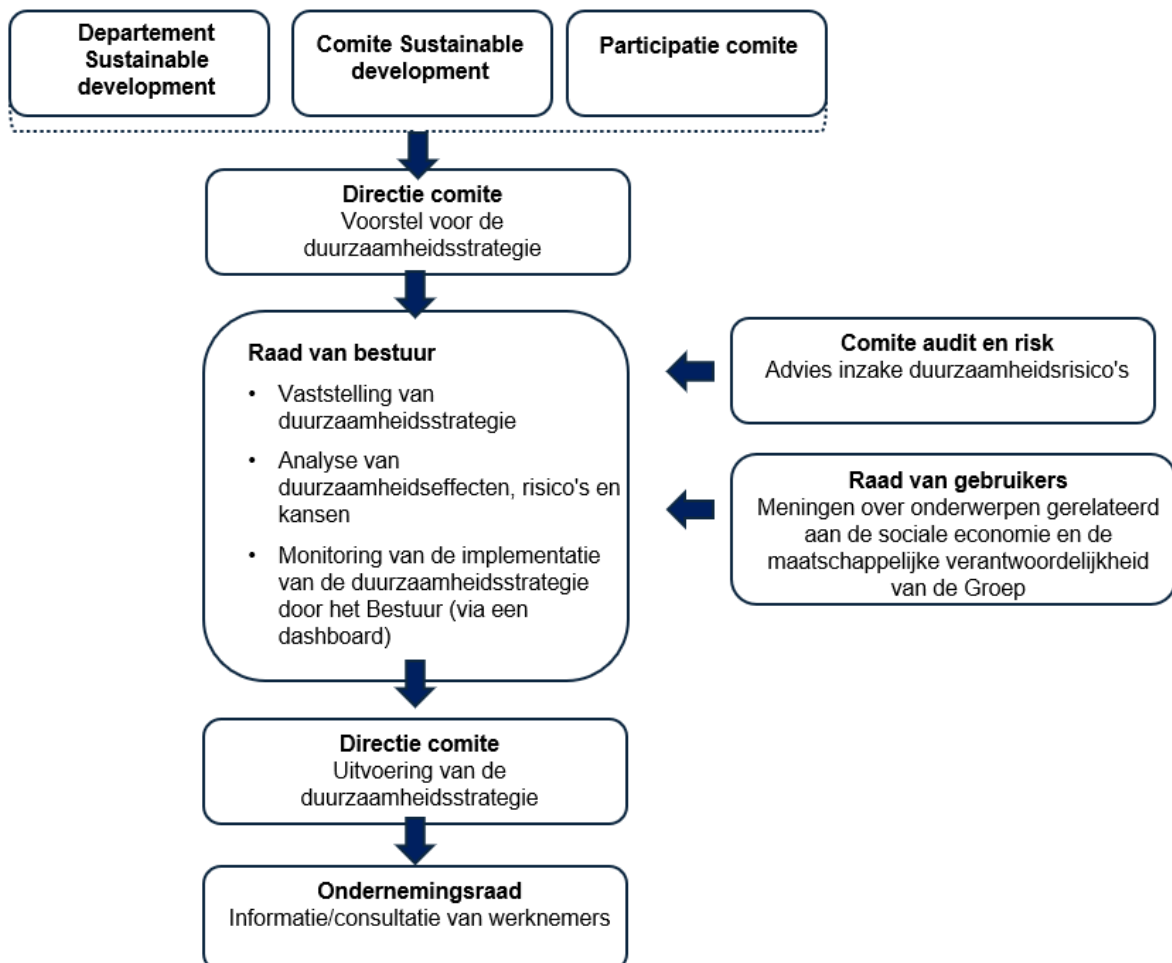 Departement
Sustainable
development
Comite Sustainable
development
Participatie comite
Directie comite
Voorstel voor de
duurzaamheidsstrategie
Raad van bestuur
• Vaststelling van
duurzaamheidsstrategie
• Analyse van
duurzaamheidseffecten, risico's en
kansen
• Monitoring van de implementatie
van de duurzaamheidsstrategie
door het Bestuur (via een
dashboard)
Comite audit en risk
Advies inzake duurzaamheidsrisico's
Raad van gebruikers
Meningen over onderwerpen gerelateerd
aan de sociale economie en de
maatschappelijke verantwoordelijkheid
van de Groep
Directie comite
Uitvoering van de
duurzaamheidsstrategie
Ondernemingsraad
Informatie/consultatie van werknemers